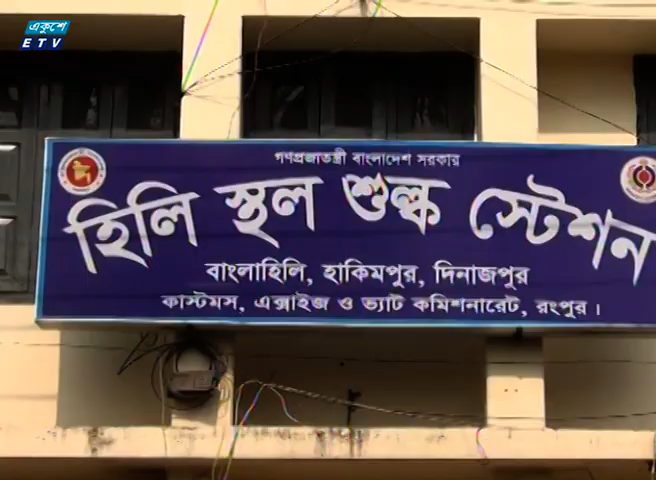 একুশে
ETV
গণপ্রজাতন্ত্রী বাংলাদেশ সরকার
হিলি স্থল শুল্ক স্টেশন
বাংলাহিলি, হাকিমপুর, দিনাজপুর
কাস্টমস, এক্সাইজ ও ভ্যাট কমিশনারেট, রংপুর।